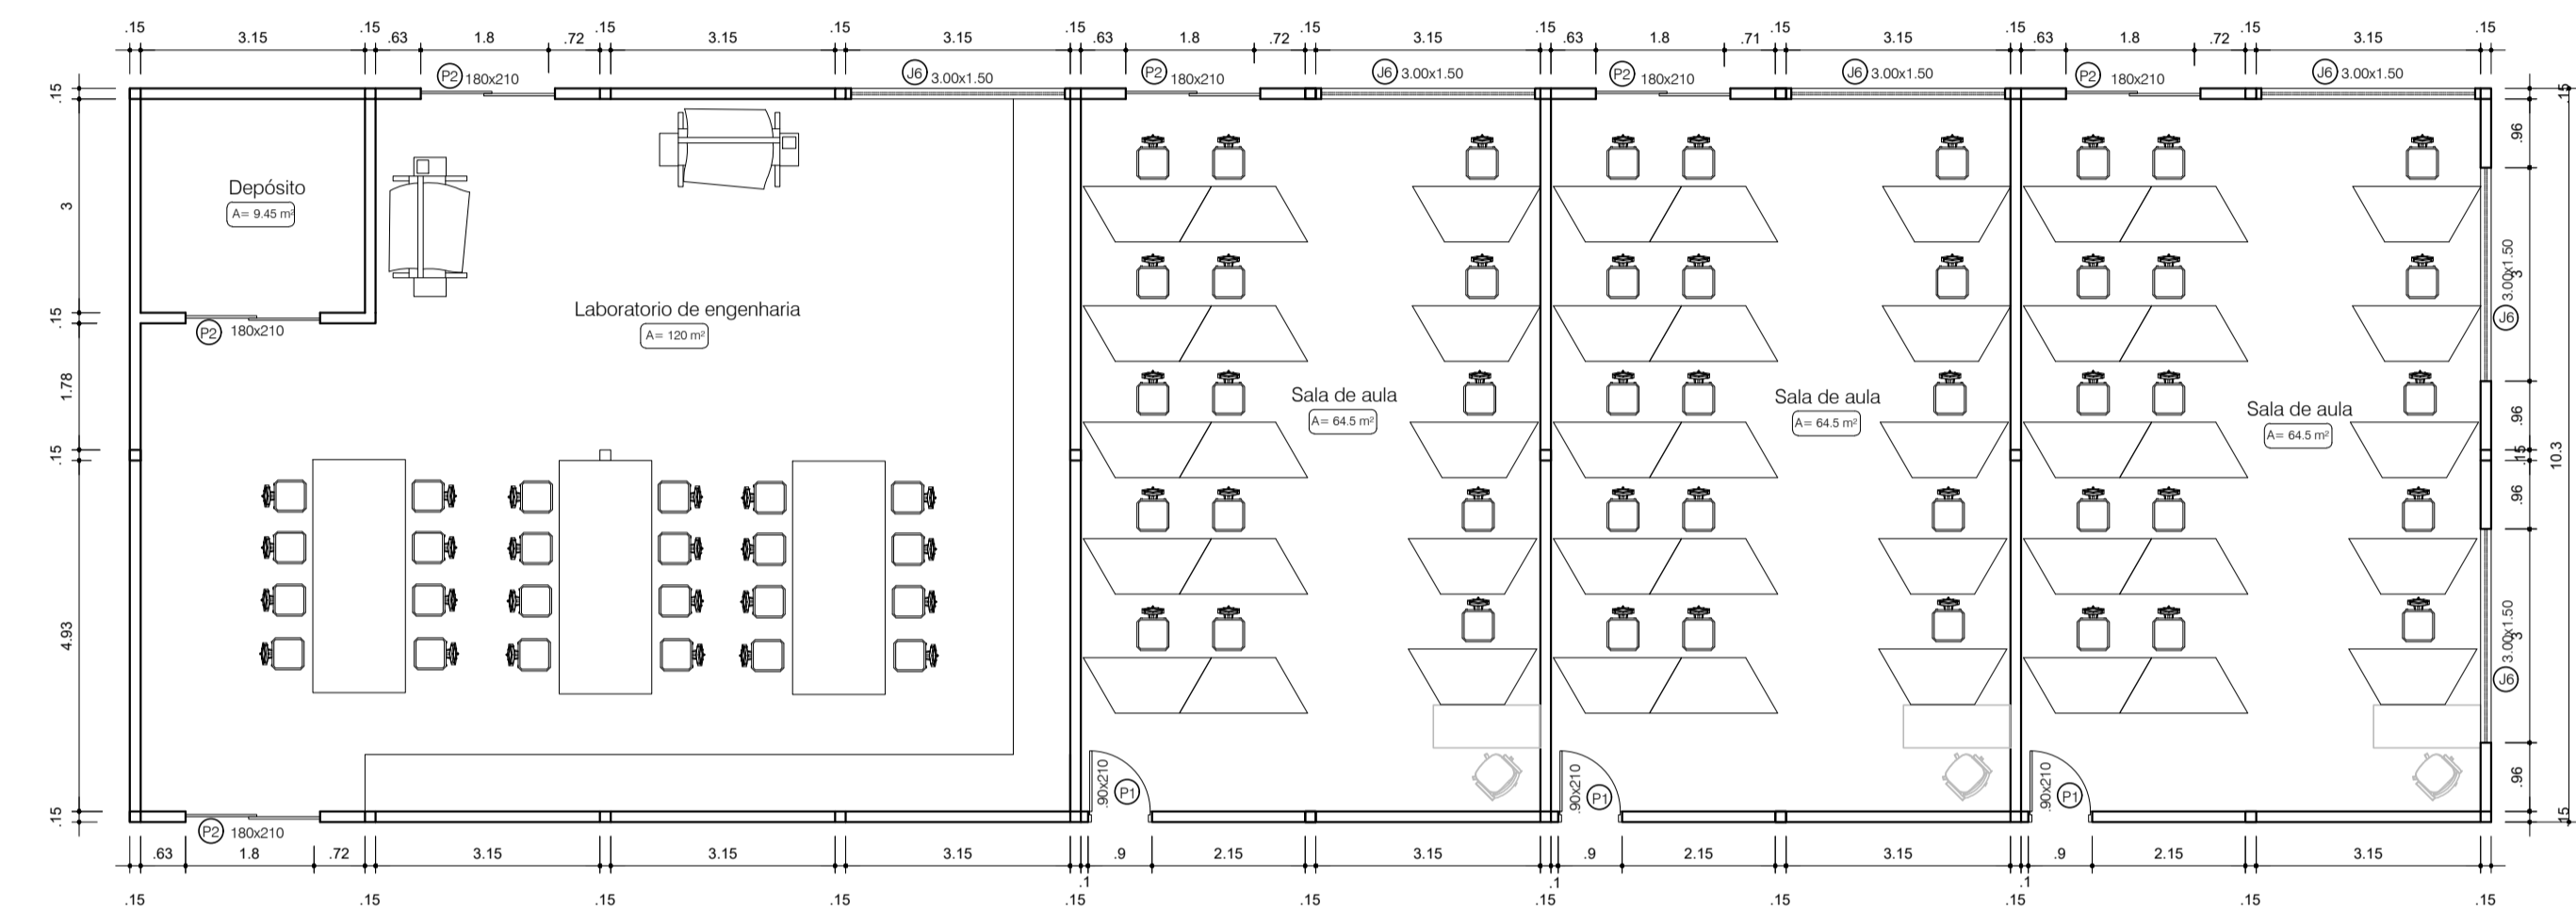 .15 .15 .15 .15 .15 .15 .15 .15 .15 .15 .15
3.15 .63 1.8 .72 3.15 3.15 .63 1.8 .72 3.15 .63 1.8 .71 3.15 .63 1.8 .72 3.15
P2 180x210
J6 3.00x1.50
P2 180x210
J6 3.00x1.50
P2 180x210
J6 3.00x1.50
P2 180x210
J6 3.00x1.50
.15
3
.15
1.78
.15
4.93
.15
Depósito
A= 9.45 m²
P2 180x210
Laboratorio de engenharia
A= 120 m²
Sala de aula
A= 64.5 m²
Sala de aula
A= 64.5 m²
Sala de aula
A= 64.5 m²
.15
.96
3
J6 3.00x1.50
.96
.15
.96
10.3
3
J6 3.00x1.50
.96
.15
.90x210
P1
.90x210
P1
.90x210
P1
P2 180x210
.63 1.8 .72 3.15 3.15 3.15 .9 2.15 3.15 .9 2.15 3.15 .9 2.15 3.15
.1 .1 .1
.15 .15 .15 .15 .15 .15 .15 .15 .15 .15 .15